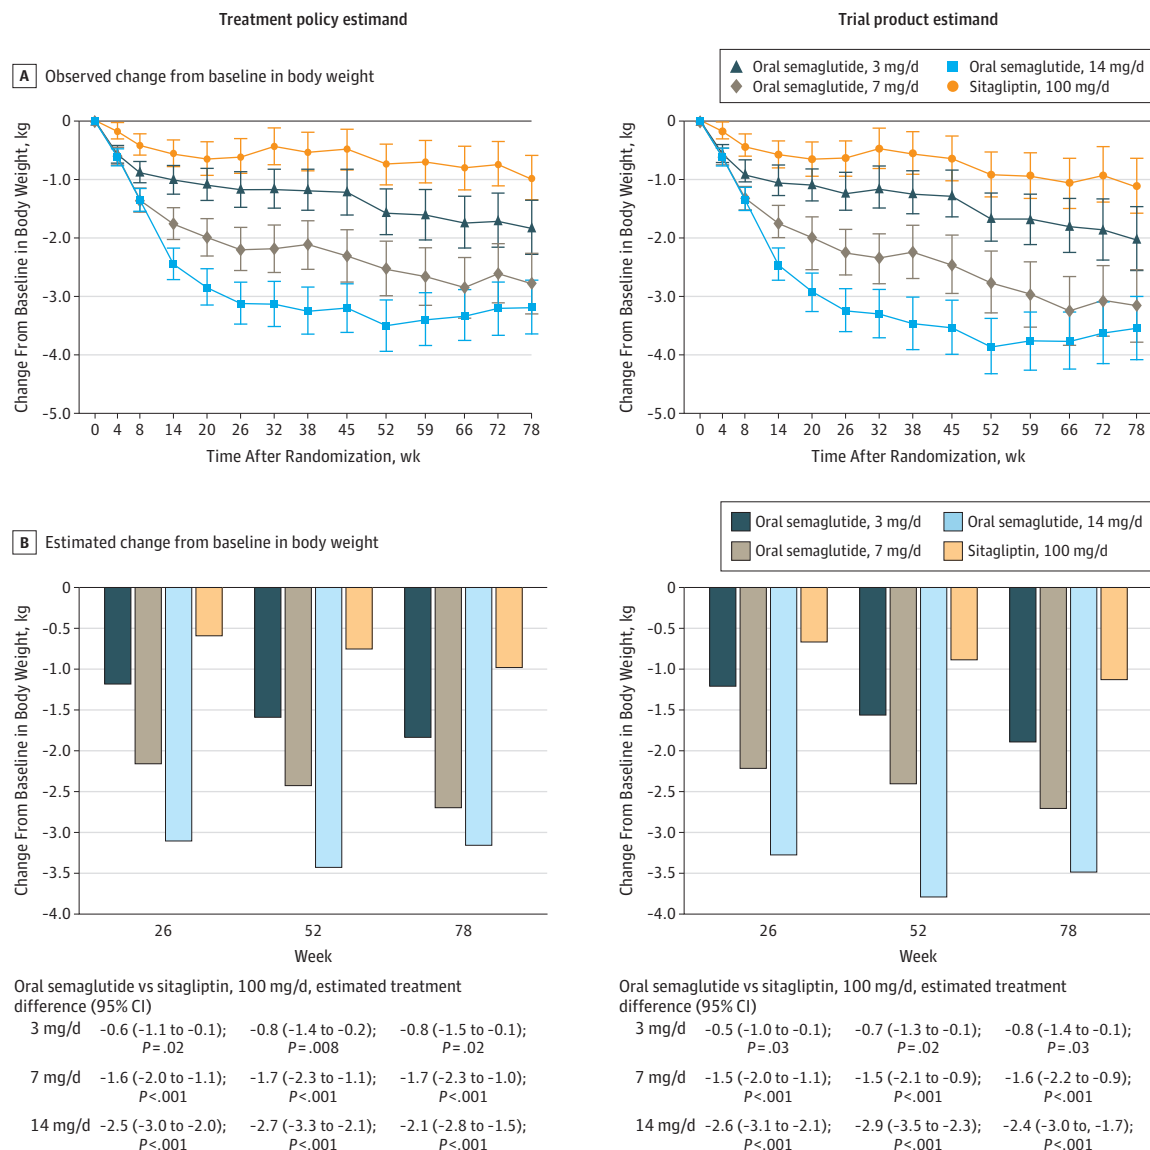 Treatment policy estimand
Trial product estimand
A Observed change from baseline in body weight
Oral semaglutide, 3 mg/d
Oral semaglutide, 14 mg/d
Oral semaglutide, 7 mg/d
Sitagliptin, 100 mg/d
Change From Baseline in Body Weight, kg
0
-1.0
-2.0
-3.0
-4.0
-5.0
0 4 8 14 20 26 32 38 45 52 59 66 72 78
Time After Randomization, wk
Change From Baseline in Body Weight, kg
0
-1.0
-2.0
-3.0
-4.0
-5.0
0 4 8 14 20 26 32 38 45 52 59 66 72 78
Time After Randomization, wk
B Estimated change from baseline in body weight
Oral semaglutide, 3 mg/d
Oral semaglutide, 14 mg/d
Oral semaglutide, 7 mg/d
Sitagliptin, 100 mg/d
Change From Baseline in Body Weight, kg
0
-0.5
-1.0
-1.5
-2.0
-2.5
-3.0
-3.5
-4.0
26 52 78
Week
Change From Baseline in Body Weight, kg
0
-0.5
-1.0
-1.5
-2.0
-2.5
-3.0
-3.5
-4.0
26 52 78
Week
Oral semaglutide vs sitagliptin, 100 mg/d, estimated treatment
difference (95% CI)
3 mg/d -0.6 (-1.1 to -0.1); -0.8 (-1.4 to -0.2); -0.8 (-1.5 to -0.1);
P=.02 P=.008 P=.02
7 mg/d -1.6 (-2.0 to -1.1); -1.7 (-2.3 to -1.1); -1.7 (-2.3 to -1.0);
P<.001 P<.001 P<.001
14 mg/d -2.5 (-3.0 to -2.0); -2.7 (-3.3 to -2.1); -2.1 (-2.8 to -1.5);
P<.001 P<.001 P<.001
Oral semaglutide vs sitagliptin, 100 mg/d, estimated treatment
difference (95% CI)
3 mg/d -0.5 (-1.0 to -0.1); -0.7 (-1.3 to -0.1); -0.8 (-1.4 to -0.1);
P=.03 P=.02 P=.03
7 mg/d -1.5 (-2.0 to -1.1); -1.5 (-2.1 to -0.9); -1.6 (-2.2 to -0.9);
P<.001 P<.001 P<.001
14 mg/d -2.6 (-3.1 to -2.1); -2.9 (-3.5 to -2.3); -2.4 (-3.0 to, -1.7);
P<.001 P<.001 P<.001